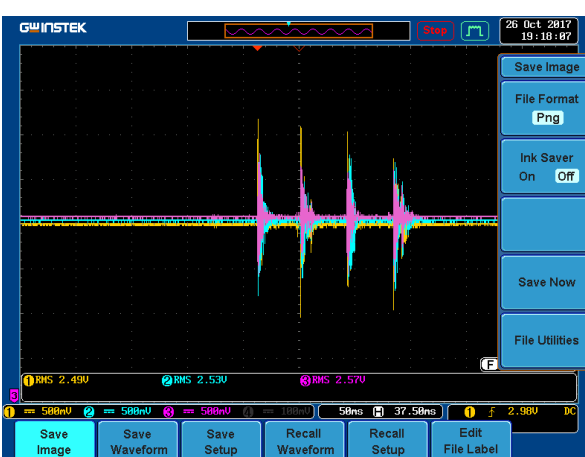 GWINSTEK
Stop
26 Oct 2017
19:18:07
Save Image
File Format
Png
Ink Saver
On Off
Save Now
File Utilities
F
1 RMS 2.49V 2 RMS 2.53V 3 RMS 2.57V
3
1 500mV 2 500mV 3 500mV 4 100mV 50ms H 37.50ms 1 2.98V DC
Save Image
Save Waveform
Save Setup
Recall Waveform
Recall Setup
Edit File Label